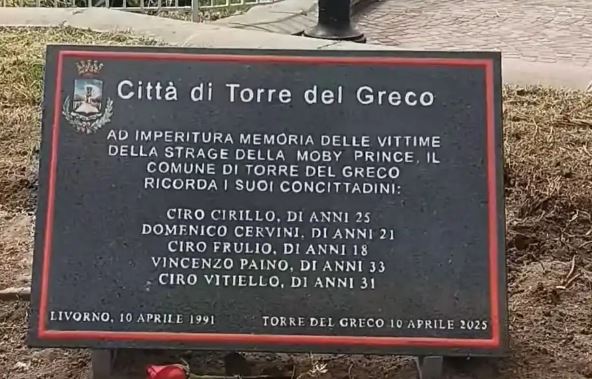 Città di Torre del Greco
AD IMPERITURA MEMORIA DELLE VITTIME
DELLA STRAGE DELLA MOBY PRINCE, IL
COMUNE DI TORRE DEL GRECO
RICORDA I SUOI CONCITTADINI:
CIRO CIRILLO, DI ANNI 25
DOMENICO CERVINI, DI ANNI 21
CIRO FRULIO, DI ANNI 18
VINCENZO PAINO, DI ANNI 33
CIRO VITIELLO, DI ANNI 31
LIVORNO, 10 APRILE 1991
TORRE DEL GRECO 10 APRILE 2025